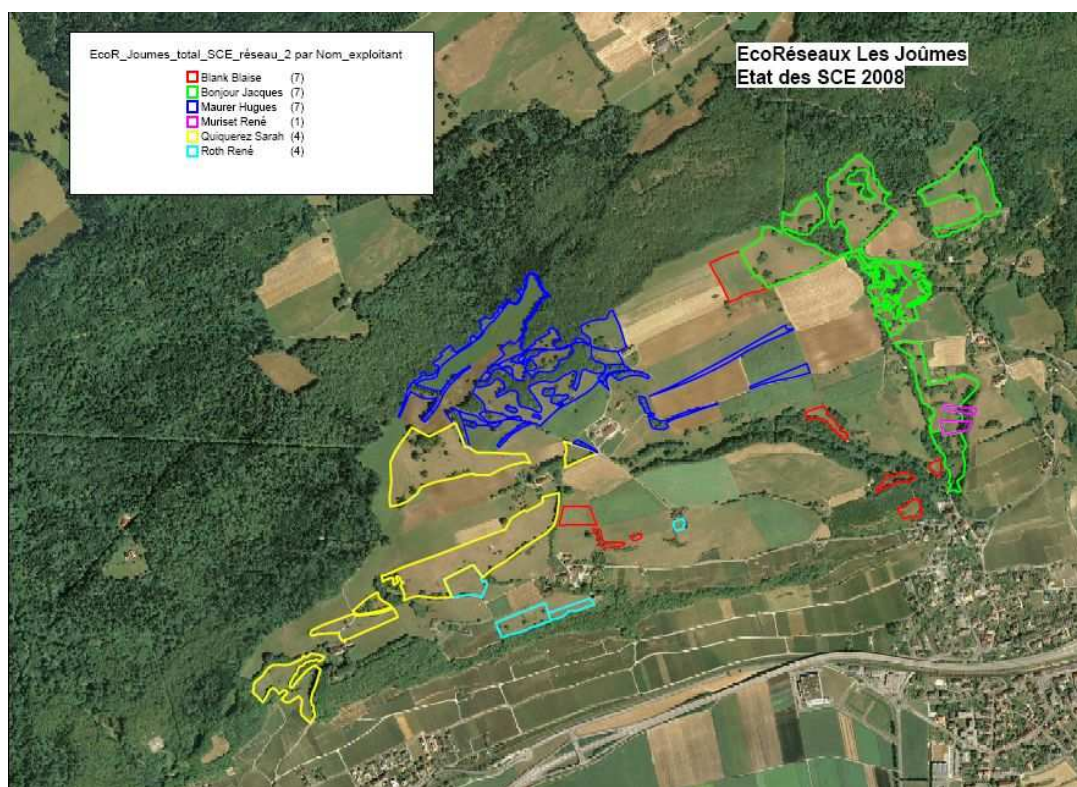 EcoR_Joumes_total_SCE_réseau_2 par Nom_exploitant
Blank Blaise (7)
Bonjour Jacques (7)
Maurer Hugues (7)
Muriset René (1)
Quiquerez Sarah (4)
Roth René (4)
EcoRéseaux Les Joûmes
Etat des SCE 2008